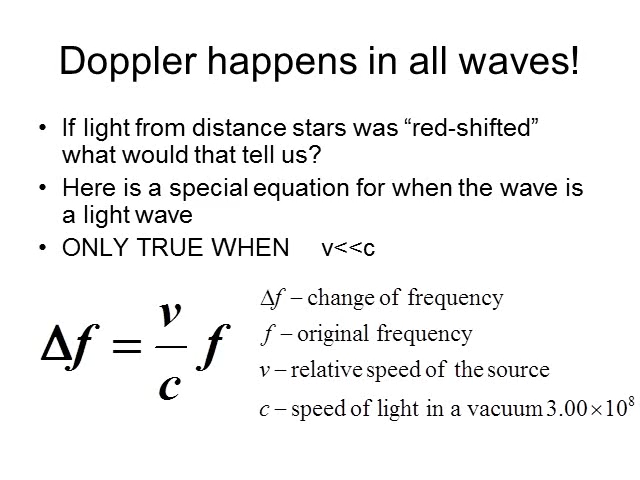 Doppler happens in all waves!
• If light from distance stars was “red-shifted”
what would that tell us?
• Here is a special equation for when the wave is
a light wave
• ONLY TRUE WHEN v<<c
Δf = v/c f
Δf – change of frequency
f – original frequency
v – relative speed of the source
c – speed of light in a vacuum 3.00×10⁸